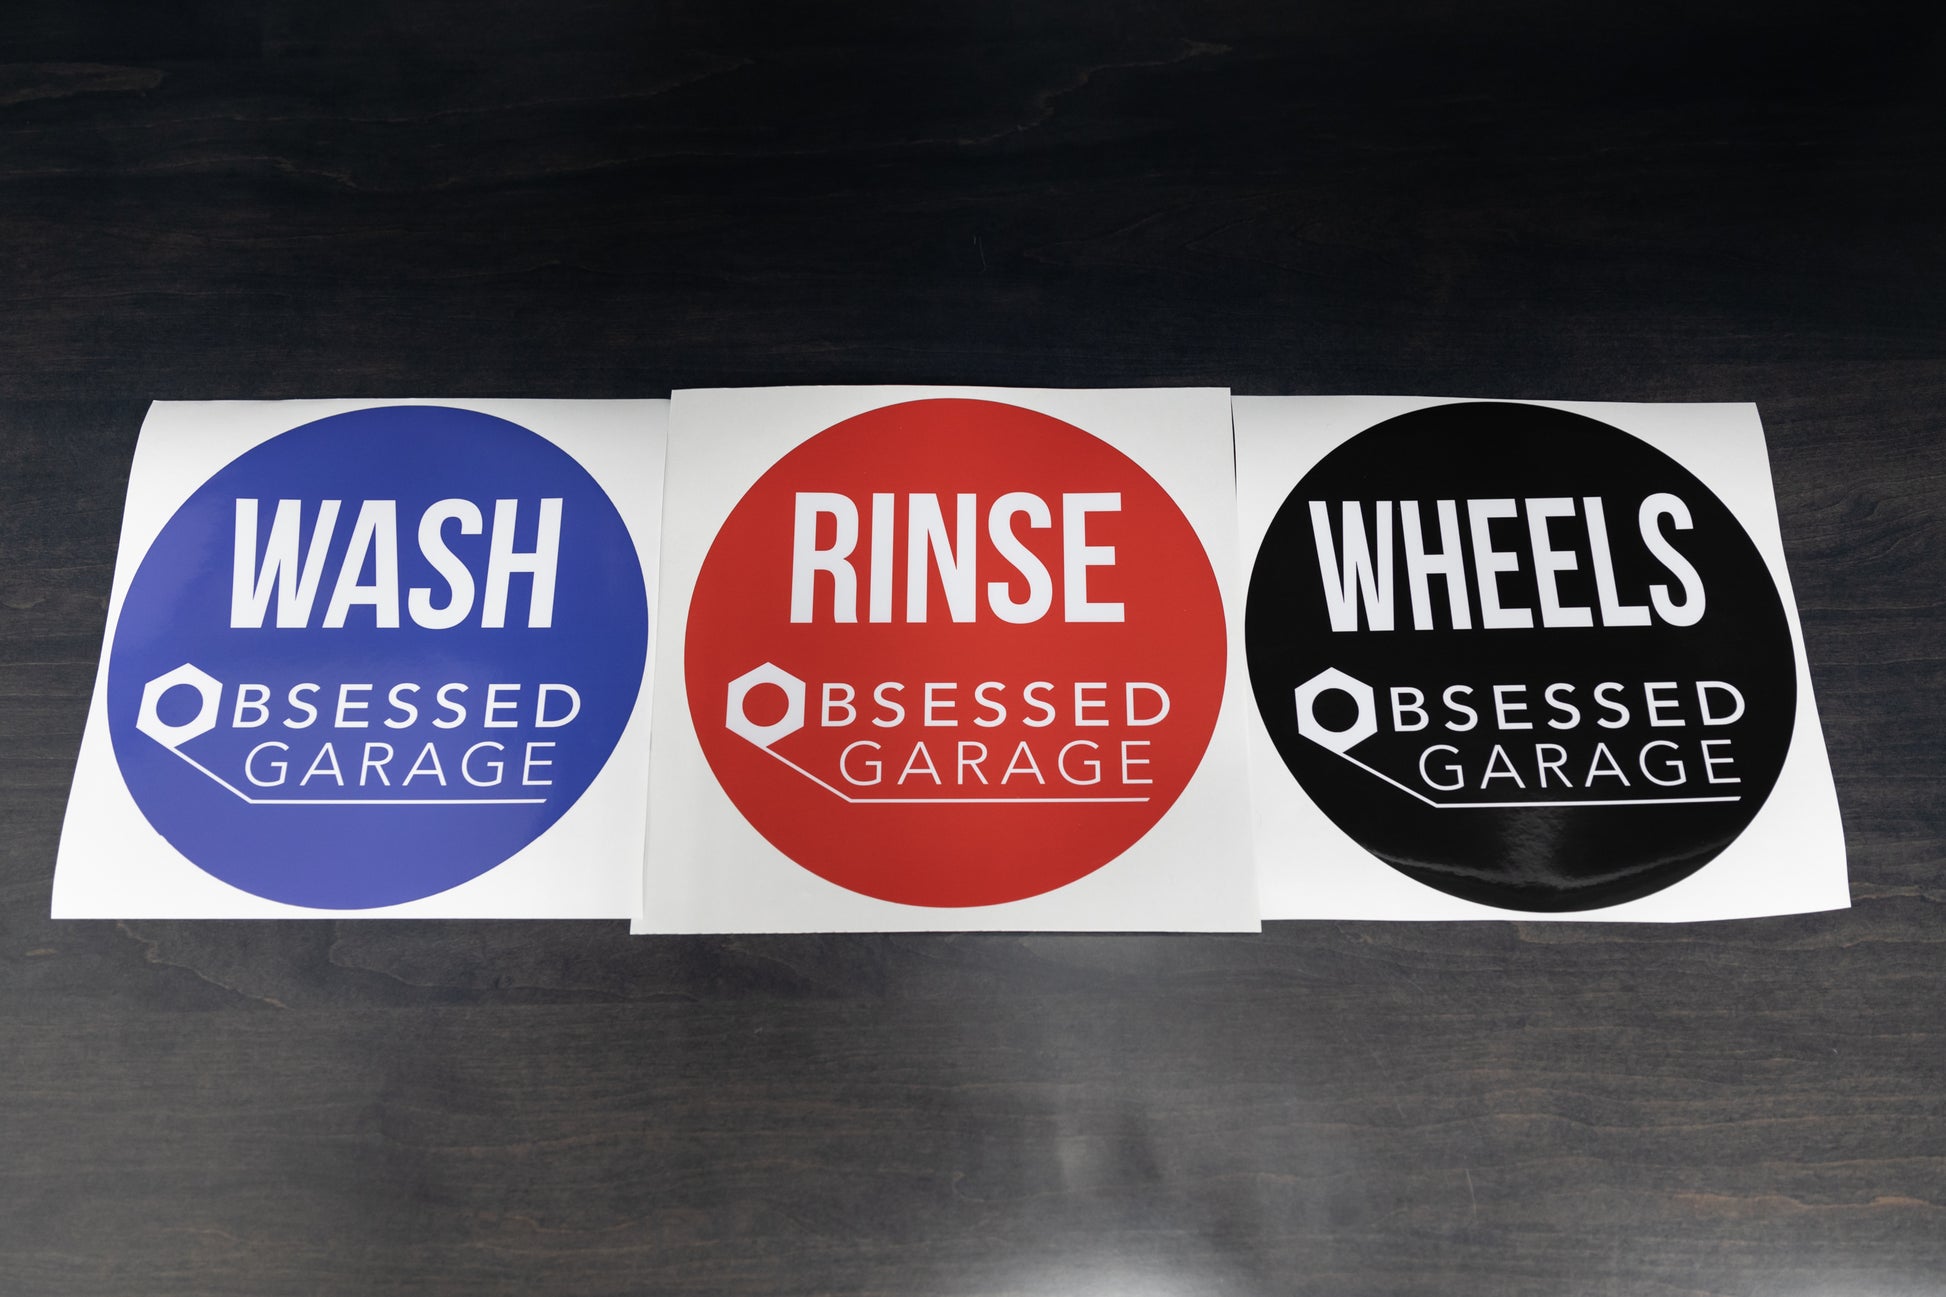 WASH
OBSESSED
GARAGE
RINSE
OBSESSED
GARAGE
WHEELS
OBSESSED
GARAGE